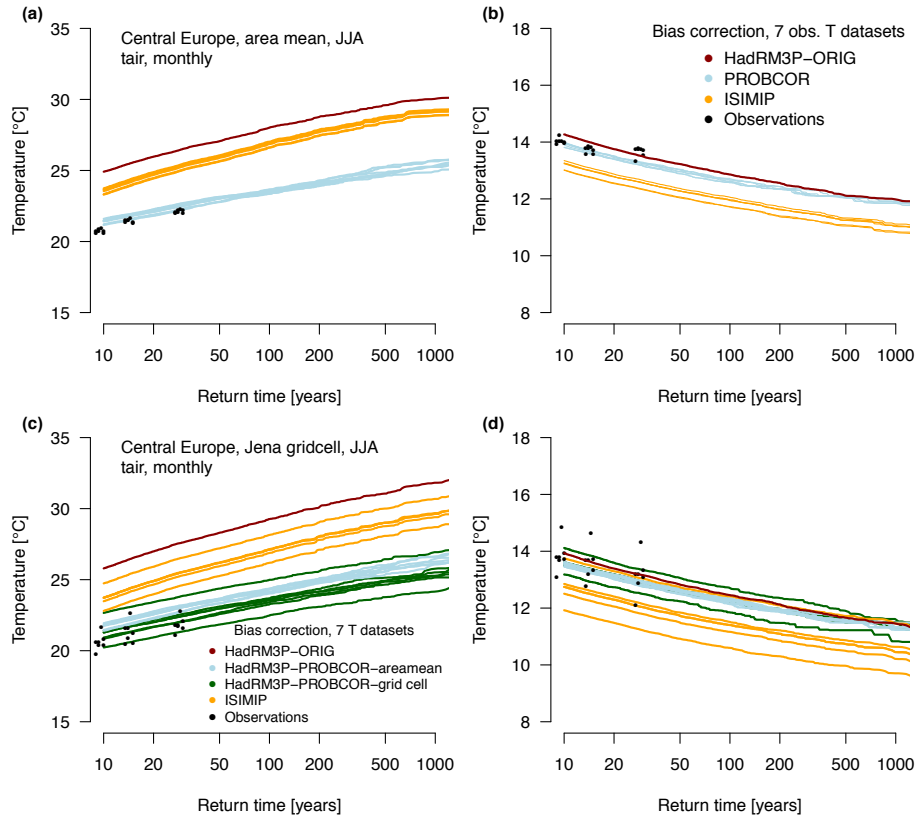 (a)
Central Europe, area mean, JJA
tair, monthly
Temperature [°C]
35
30
25
20
15
10 20 50 100 200 500 1000
Return time [years]
(b)
Bias correction, 7 obs. T datasets
HadRM3P−ORIG
PROBCOR
ISIMIP
Observations
Temperature [°C]
18
16
14
12
10
8
10 20 50 100 200 500 1000
Return time [years]
(c)
Central Europe, Jena gridcell, JJA
tair, monthly
Temperature [°C]
35
30
25
20
15
Bias correction, 7 T datasets
HadRM3P−ORIG
HadRM3P−PROBCOR−areamean
HadRM3P−PROBCOR−grid cell
ISIMIP
Observations
10 20 50 100 200 500 1000
Return time [years]
(d)
Temperature [°C]
18
16
14
12
10
8
10 20 50 100 200 500 1000
Return time [years]